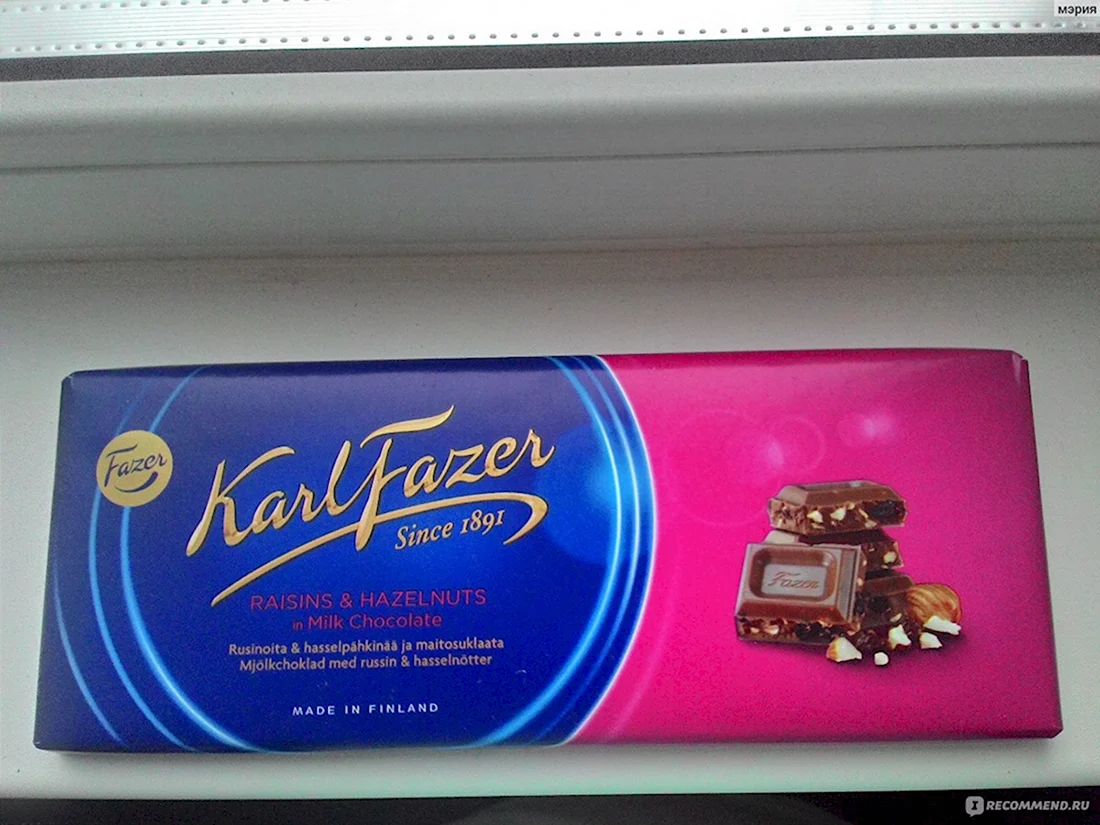 мэрия
Fazer
Karl Fazer
Since 1891
RAISINS & HAZELNUTS
in Milk Chocolate
Rusinoita & hasselpähkinää ja maitosuklaata
Mjölkchoklad med russin & hasselnötter
MADE IN FINLAND
Fazer
IRECOMMEND.RU